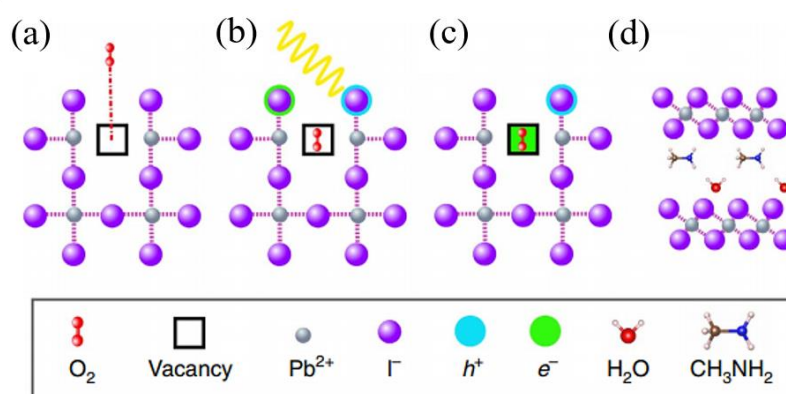 (a) (b) (c) (d)
O₂ Vacancy Pb²⁺ I⁻ h⁺ e⁻ H₂O CH3NH₂